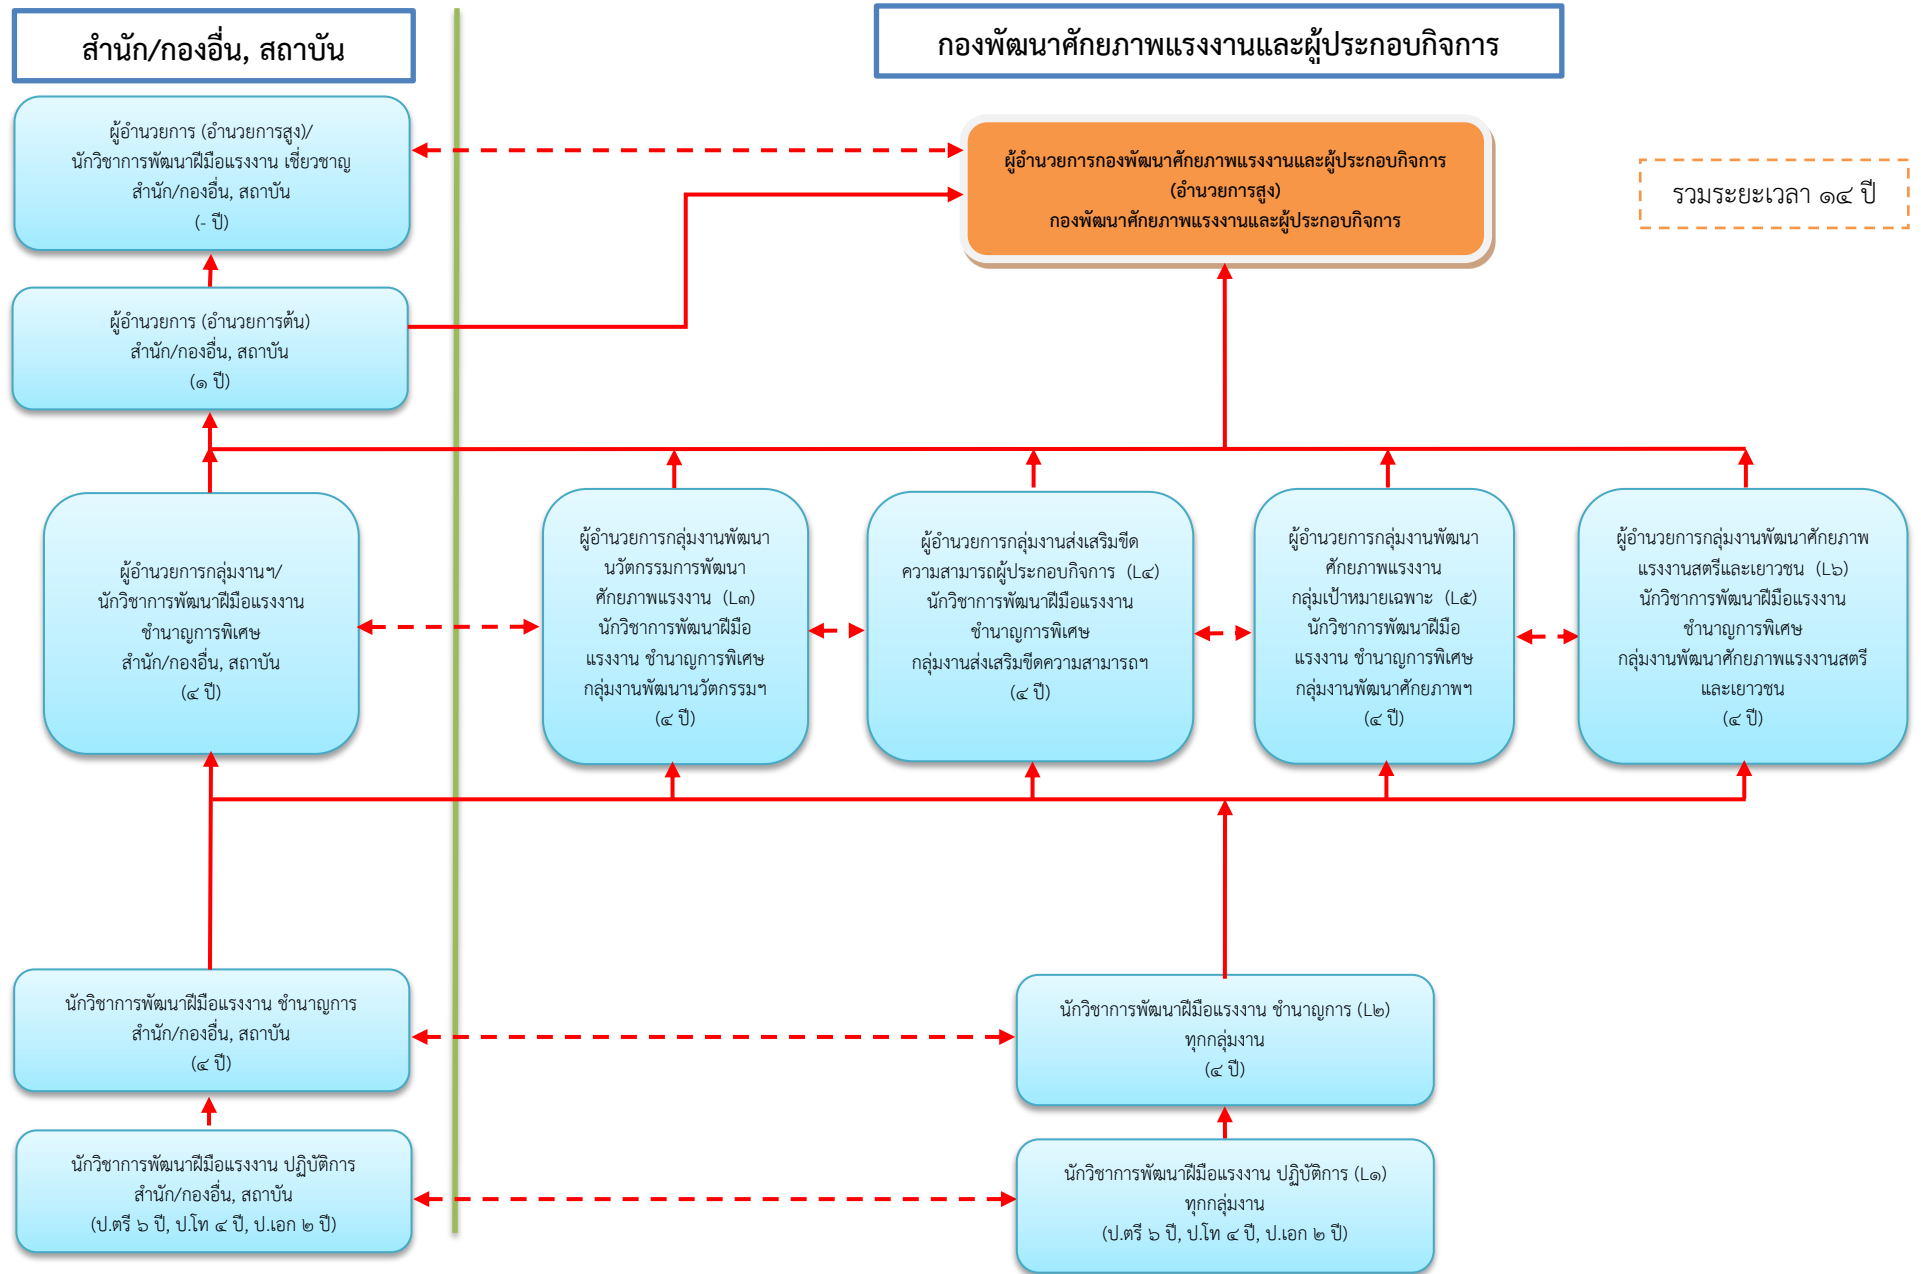 สำนัก/กองอื่น, สถาบัน
กองพัฒนาศักยภาพแรงงานและผู้ประกอบกิจการ
ผู้อำนวยการ (อำนวยการสูง)/
นักวิชาการพัฒนาฝีมือแรงงาน เชี่ยวชาญ
สำนัก/กองอื่น, สถาบัน
(- ปี)
ผู้อำนวยการกองพัฒนาศักยภาพแรงงานและผู้ประกอบกิจการ
(อำนวยการสูง)
กองพัฒนาศักยภาพแรงงานและผู้ประกอบกิจการ
รวมระยะเวลา ๑๔ ปี
ผู้อำนวยการ (อำนวยการต้น)
สำนัก/กองอื่น, สถาบัน
(๑ ปี)
ผู้อำนวยการกลุ่มงานฯ/
นักวิชาการพัฒนาฝีมือแรงงาน
ชำนาญการพิเศษ
สำนัก/กองอื่น, สถาบัน
(๔ ปี)
ผู้อำนวยการกลุ่มงานพัฒนา
นวัตกรรมการพัฒนา
ศักยภาพแรงงาน (L๓)
นักวิชาการพัฒนาฝีมือ
แรงงาน ชำนาญการพิเศษ
กลุ่มงานพัฒนานวัตกรรมฯ
(๔ ปี)
ผู้อำนวยการกลุ่มงานส่งเสริมขีด
ความสามารถผู้ประกอบกิจการ (L๔)
นักวิชาการพัฒนาฝีมือแรงงาน
ชำนาญการพิเศษ
กลุ่มงานส่งเสริมขีดความสามารถฯ
(๔ ปี)
ผู้อำนวยการกลุ่มงานพัฒนา
ศักยภาพแรงงาน
กลุ่มเป้าหมายเฉพาะ (L๕)
นักวิชาการพัฒนาฝีมือ
แรงงาน ชำนาญการพิเศษ
กลุ่มงานพัฒนาศักยภาพฯ
(๔ ปี)
ผู้อำนวยการกลุ่มงานพัฒนาศักยภาพ
แรงงานสตรีและเยาวชน (L๖)
นักวิชาการพัฒนาฝีมือแรงงาน
ชำนาญการพิเศษ
กลุ่มงานพัฒนาศักยภาพแรงงานสตรี
และเยาวชน
(๔ ปี)
นักวิชาการพัฒนาฝีมือแรงงาน ชำนาญการ
สำนัก/กองอื่น, สถาบัน
(๔ ปี)
นักวิชาการพัฒนาฝีมือแรงงาน ชำนาญการ (L๒)
ทุกกลุ่มงาน
(๔ ปี)
นักวิชาการพัฒนาฝีมือแรงงาน ปฏิบัติการ
สำนัก/กองอื่น, สถาบัน
(ป.ตรี ๖ ปี, ป.โท ๔ ปี, ป.เอก ๒ ปี)
นักวิชาการพัฒนาฝีมือแรงงาน ปฏิบัติการ (L๑)
ทุกกลุ่มงาน
(ป.ตรี ๖ ปี, ป.โท ๔ ปี, ป.เอก ๒ ปี)